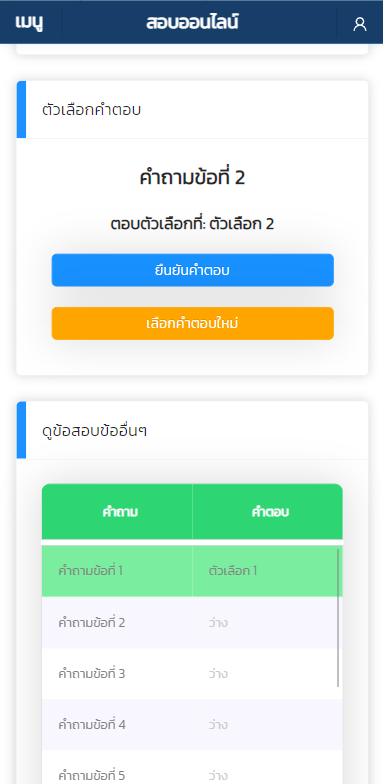 เมนู สอบออนไลน์
ตัวเลือกคำตอบ
คำถามข้อที่ 2
ตอบตัวเลือกที่: ตัวเลือก 2
ยืนยันคำตอบ
เลือกคำตอบใหม่
ดูข้อสอบข้ออื่นๆ
คำถาม คำตอบ
คำถามข้อที่ 1 ตัวเลือก 1
คำถามข้อที่ 2 ว่าง
คำถามข้อที่ 3 ว่าง
คำถามข้อที่ 4 ว่าง
คำถามข้อที่ 5 ว่าง